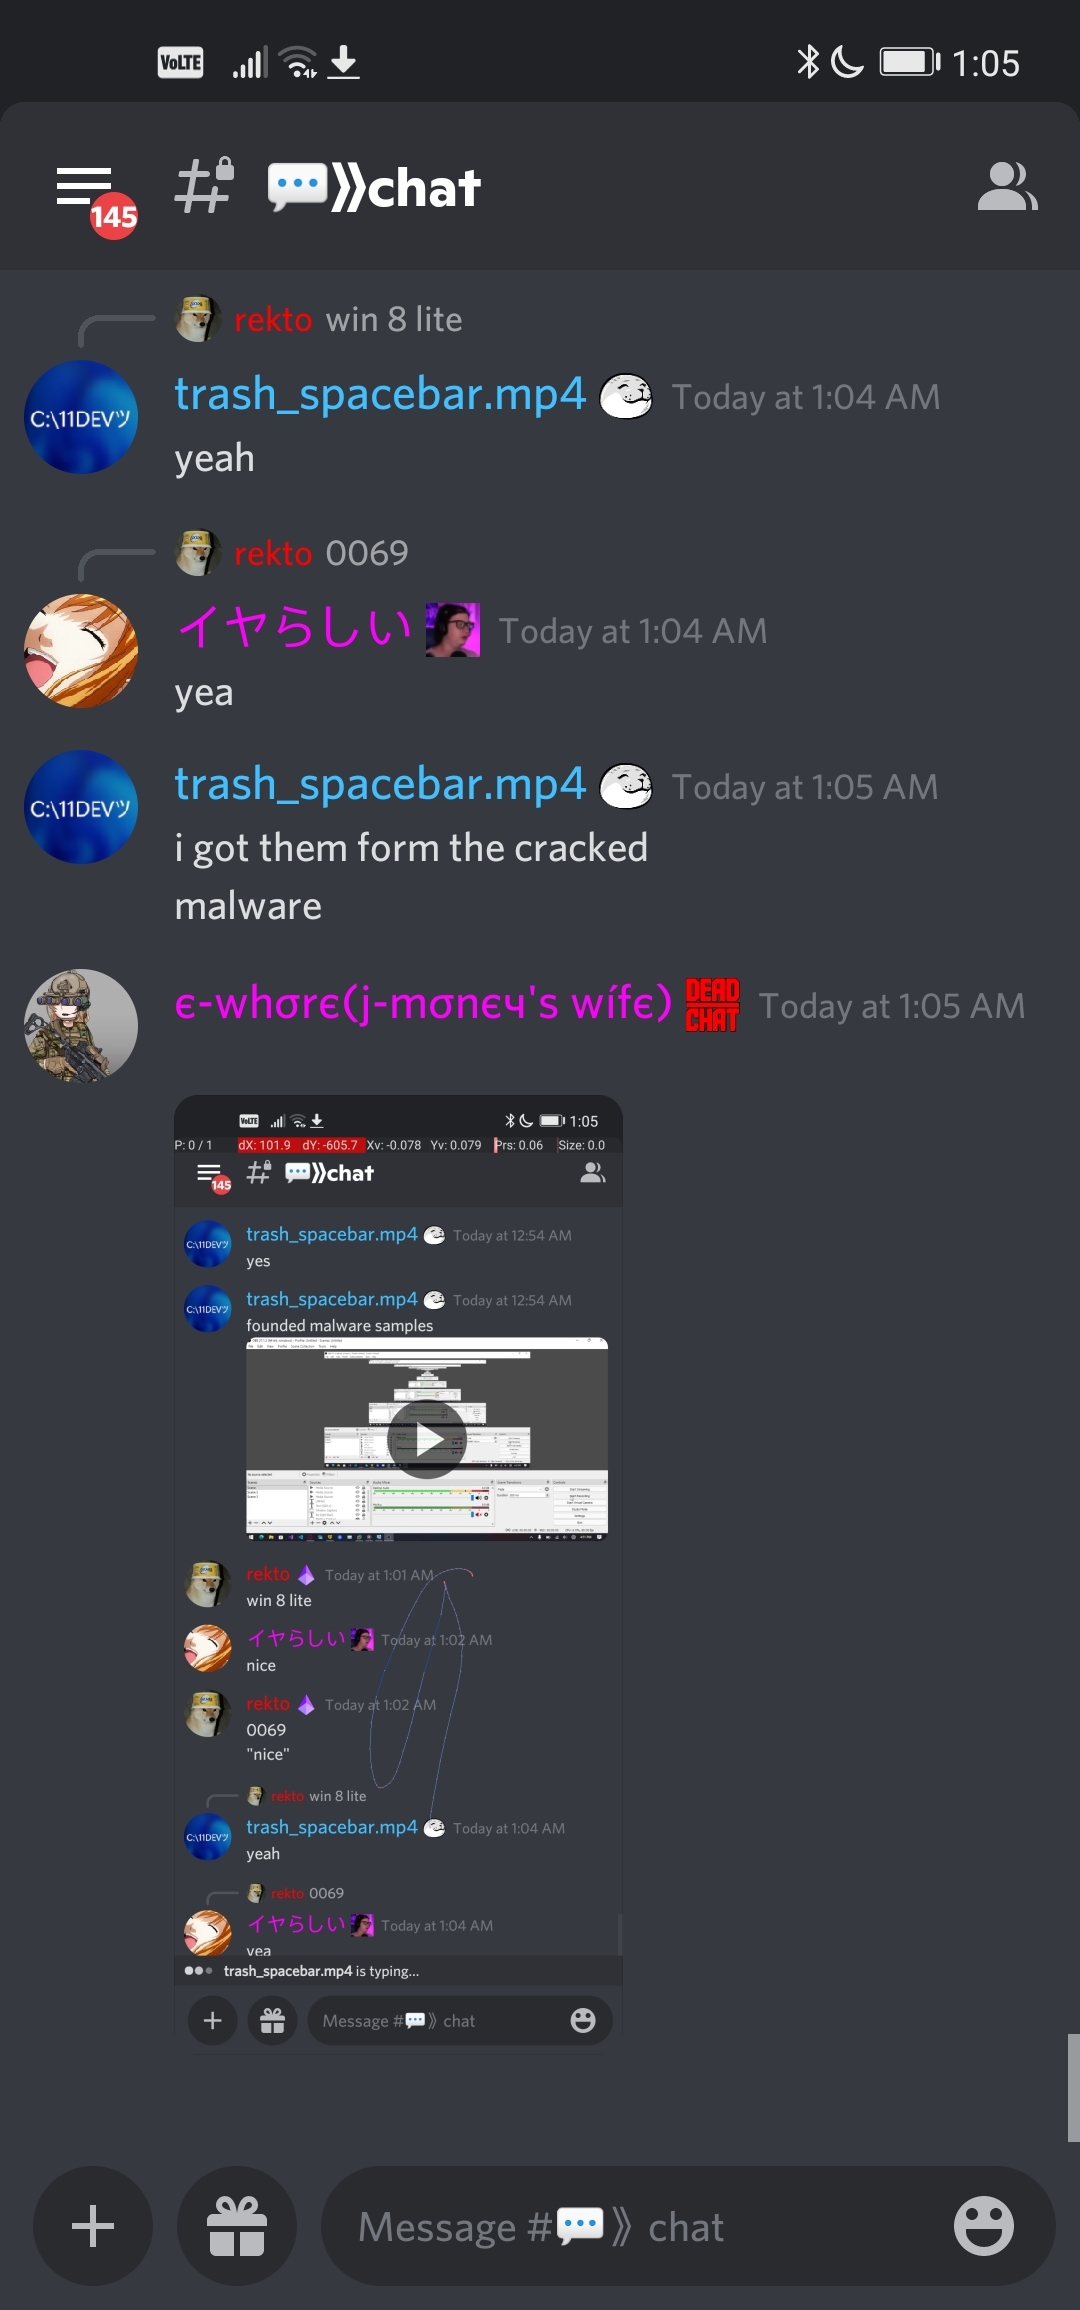 VoLTE 1:05
145 # 💬》chat
rekto win 8 lite
trash_spacebar.mp4 Today at 1:04 AM
C:\11DEVツ
yeah
rekto 0069
イヤらしい Today at 1:04 AM
yea
trash_spacebar.mp4 Today at 1:05 AM
C:\11DEVツ
i got them form the cracked
malware
є-whσrє(j-mσnєч's wífє) DEAD CHAT Today at 1:05 AM
VoLTE 1:05
P: 0 / 1 dX: 101.9 dY: -605.7 Xv: -0.078 Yv: 0.079 Prs: 0.06 Size: 0.0
145 # 💬》chat
trash_spacebar.mp4 Today at 12:54 AM
C:\11DEVツ
yes
trash_spacebar.mp4 Today at 12:54 AM
C:\11DEVツ
founded malware samples
rekto Today at 1:01 AM
win 8 lite
イヤらしい Today at 1:02 AM
nice
rekto Today at 1:02 AM
0069
"nice"
rekto win 8 lite
trash_spacebar.mp4 Today at 1:04 AM
C:\11DEVツ
yeah
rekto 0069
イヤらしい Today at 1:04 AM
yea
trash_spacebar.mp4 is typing...
Message #💬》 chat
Message #💬》 chat